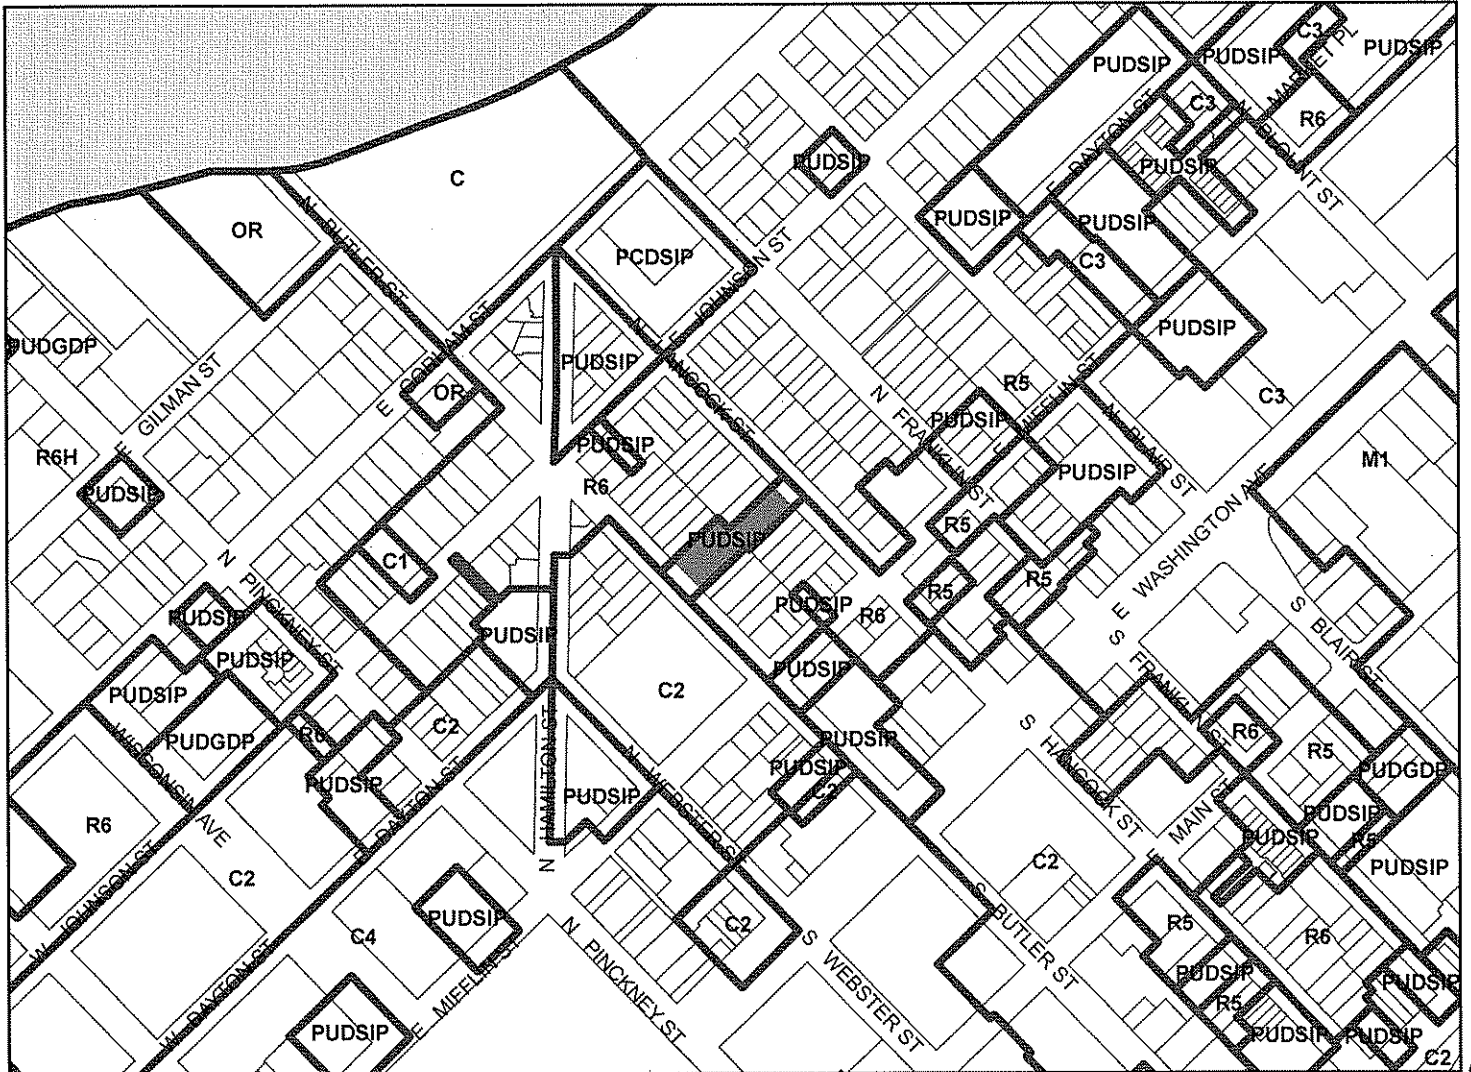 C3
PUDSIP
PUDSIP
PUDSIP
MARKET PL
C3
R6
N BLOUNT ST
E DAYTON ST
PUDSIP
PUDSIP
C
PUDSIP
PUDSIP
OR
N BUTLER ST
PCDSIP
E JOHNSON ST
C3
PUDSIP
E GORHAM ST
PUDGDP
PUDSIP
N HANCOCK ST
E GILMAN ST
OR
R5
C3
E MIFFLIN ST
N FRANKLIN ST
PUDSIP
N BLAIR ST
PUDSIP
R6H
PUDSIP
M1
PUDSIP
R6
R5
E WASHINGTON AVE
PUDSIP
C1
N PINCKNEY ST
R5
R5
PUDSIP
PUDSIP
R6
PUDSIP
S BLAIR ST
PUDSIP
PUDSIP
PUDSIP
C2
S FRANKLIN ST
PUDGDP
R6
C2
WISCONSIN AVE
PUDSIP
S HANCOCK ST
R6
R5
PUDSIP
E DAYTON ST
N HAMILTON ST
N WEBSTER ST
PUDSIP
C2
PUDGDP
PUDSIP
E MAIN ST
PUDSIP
R6
W JOHNSON ST
PUDSIP
R5
C2
C2
PUDSIP
PUDSIP
C2
S BUTLER ST
R5
R6
C4
W DAYTON ST
E MIFFLIN ST
N PINCKNEY ST
S WEBSTER ST
PUDSIP
PUDSIP
R5
PUDSIP
PUDSIP
PUDSIP
C2